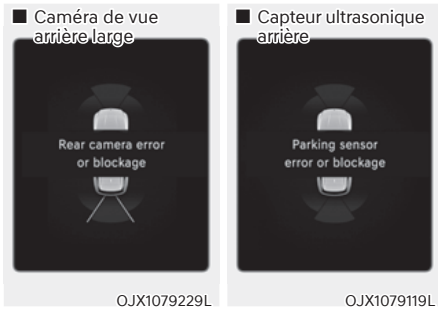 ■ Caméra de vue
arrière large
Rear camera error
or blockage
OJX1079229L
■ Capteur ultrasonique
arrière
Parking sensor
error or blockage
OJX1079119L